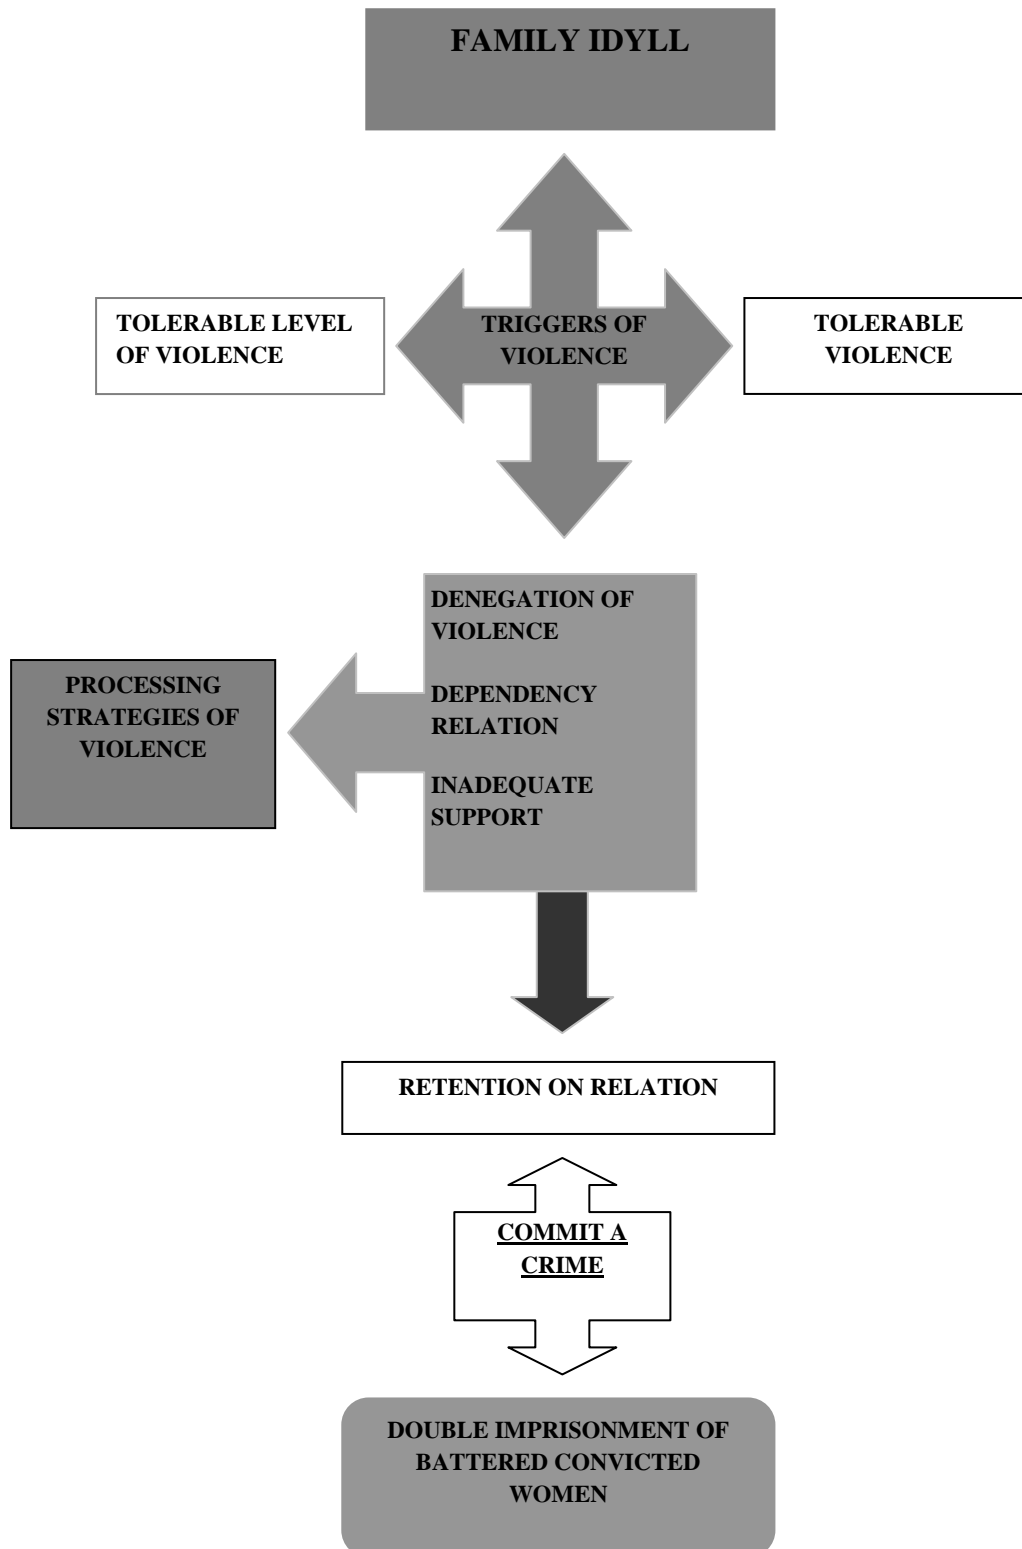 FAMILY IDYLL
TOLERABLE LEVEL
OF VIOLENCE
TRIGGERS OF
VIOLENCE
TOLERABLE
VIOLENCE
DENEGATION OF
VIOLENCE
DEPENDENCY
RELATION
INADEQUATE
SUPPORT
PROCESSING
STRATEGIES OF
VIOLENCE
RETENTION ON RELATION
COMMIT A
CRIME
DOUBLE IMPRISONMENT OF
BATTERED CONVICTED
WOMEN